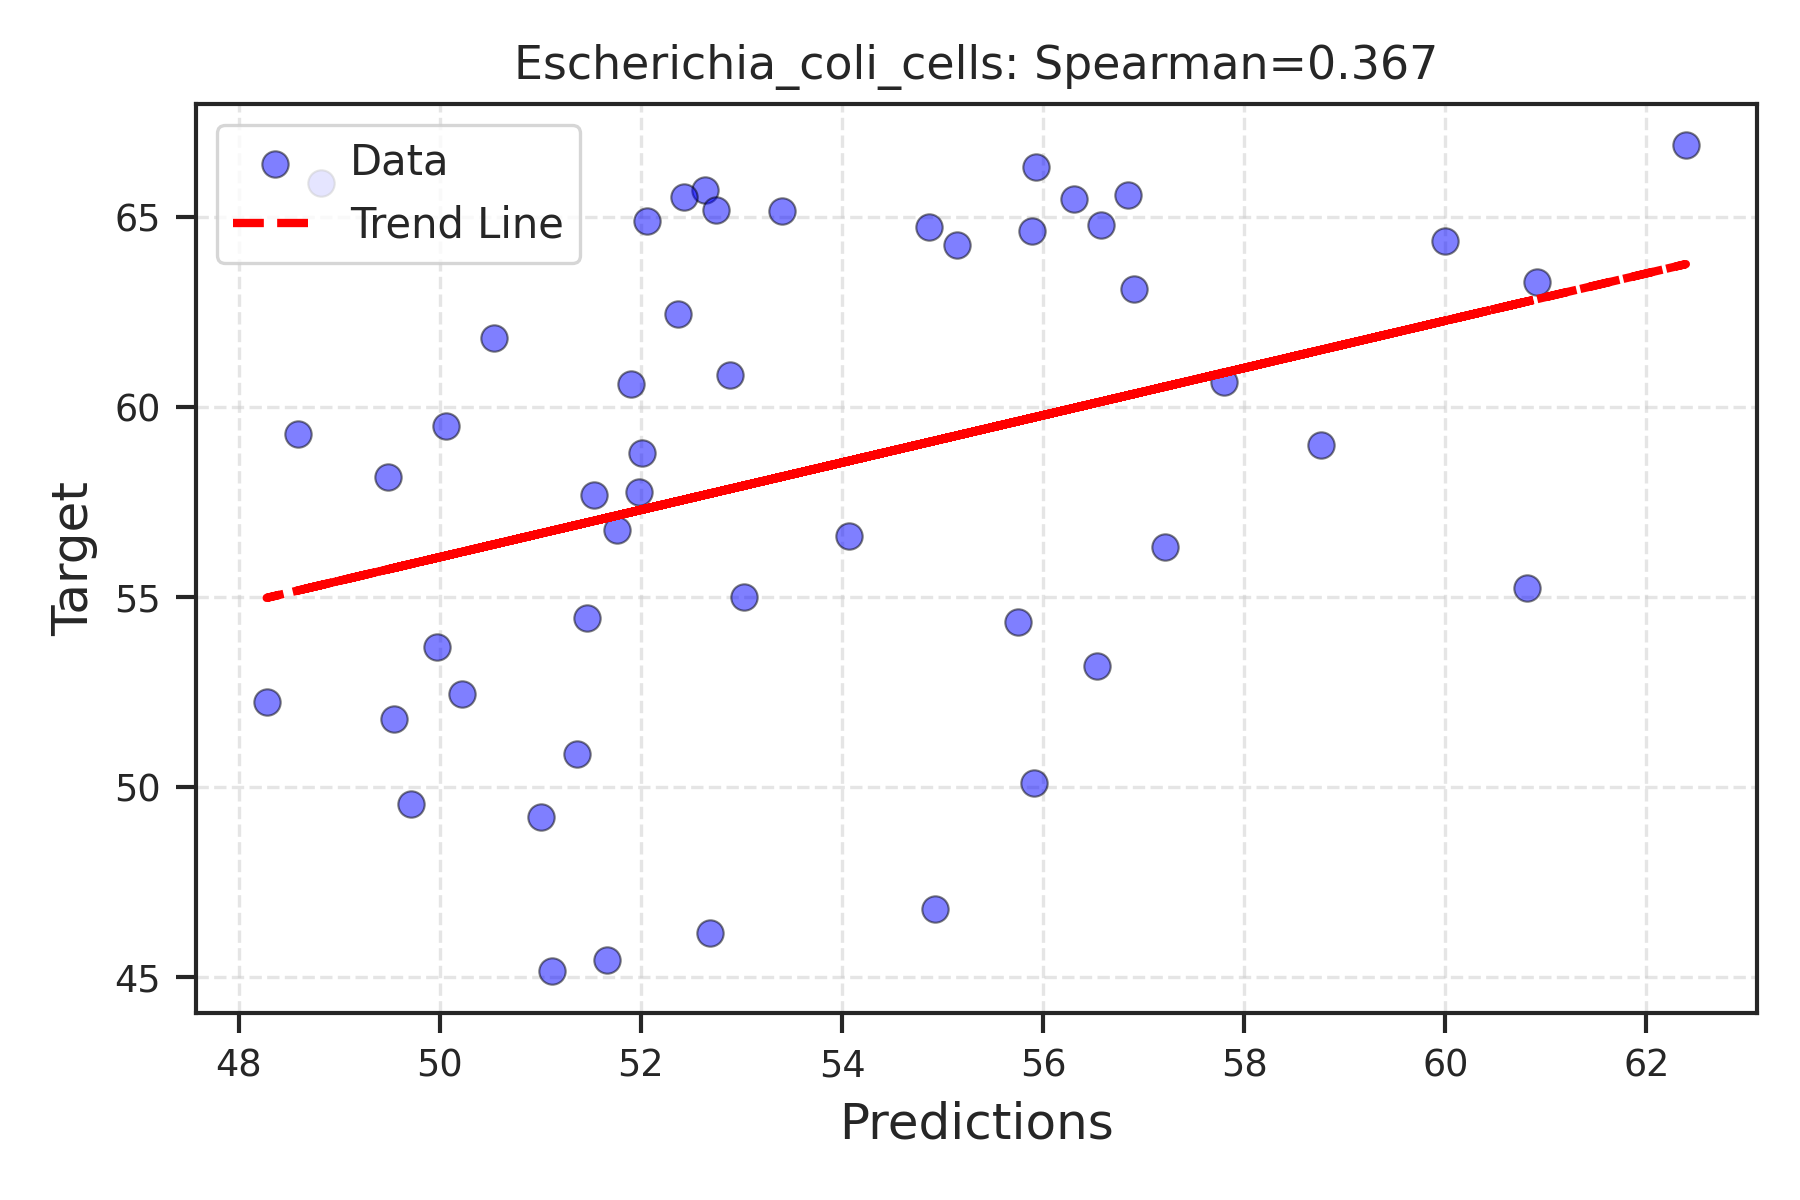 Escherichia_coli_cells: Spearman=0.367
Data
Trend Line
65
60
55
50
45
Target
48 50 52 54 56 58 60 62
Predictions